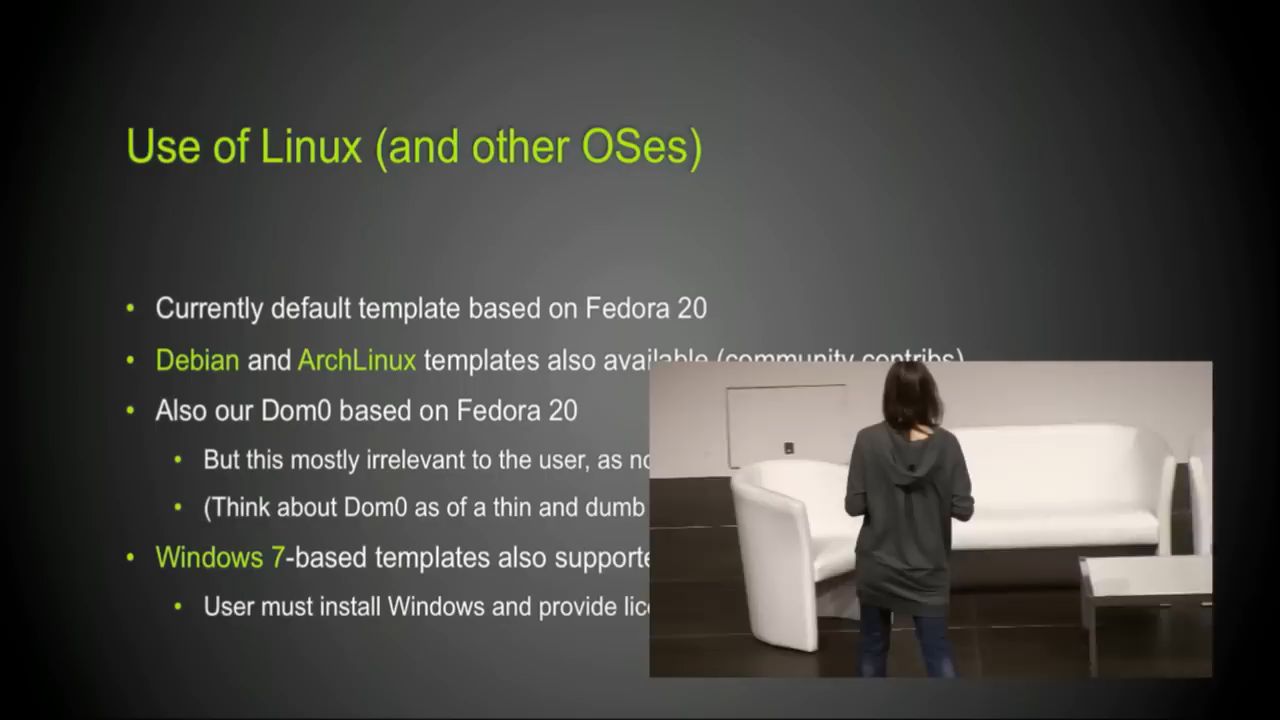 Use of Linux (and other OSes)
• Currently default template based on Fedora 20
• Debian and ArchLinux templates also available (community contribs)
• Also our Dom0 based on Fedora 20
• But this mostly irrelevant to the user, as
• (Think about Dom0 as of a thin and dumb
• Windows 7-based templates also
• User must install Windows and provide